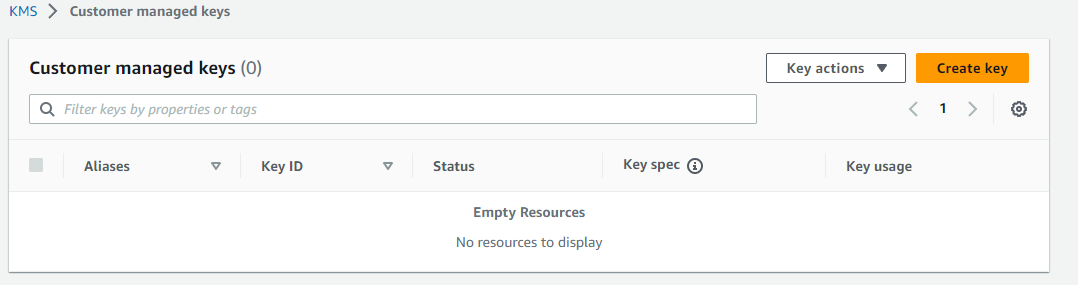 KMS > Customer managed keys
Customer managed keys (0)
Key actions
Create key
Filter keys by properties or tags
1
Aliases Key ID Status Key spec Key usage
Empty Resources
No resources to display